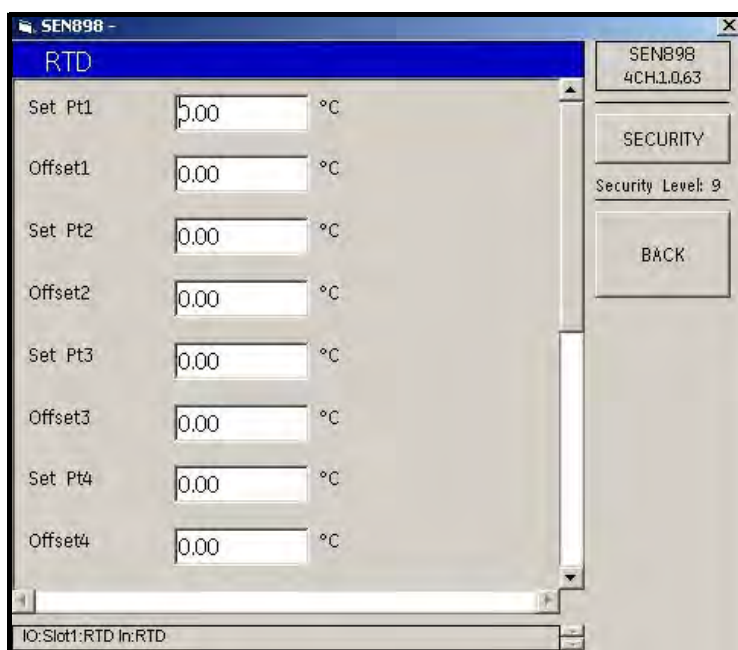 SEN898 -
RTD
Set Pt1 0.00 °C
Offset1 0.00 °C
Set Pt2 0.00 °C
Offset2 0.00 °C
Set Pt3 0.00 °C
Offset3 0.00 °C
Set Pt4 0.00 °C
Offset4 0.00 °C
IO:Slot1:RTD In:RTD
SEN898
4CH.1.0.63
SECURITY
Security Level: 9
BACK